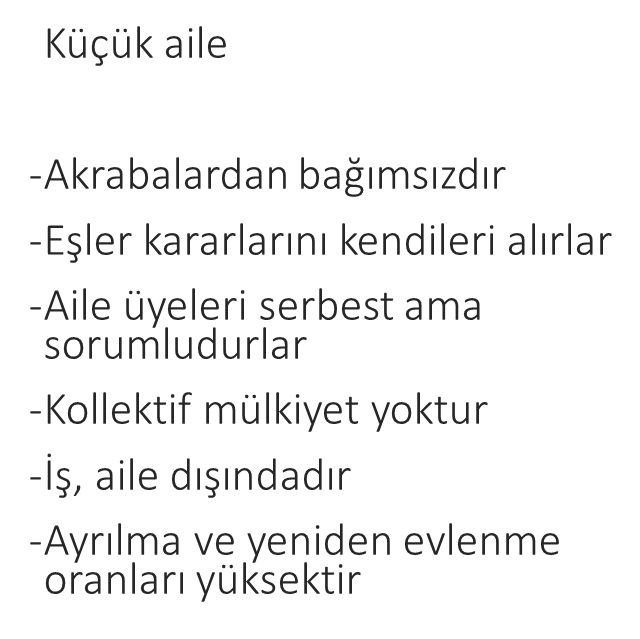 Küçük aile
-Akrabalardan bağımsızdır
-Eşler kararlarını kendileri alırlar
-Aile üyeleri serbest ama
sorumludurlar
-Kollektif mülkiyet yoktur
-İş, aile dışındadır
-Ayrılma ve yeniden evlenme
oranları yüksektir